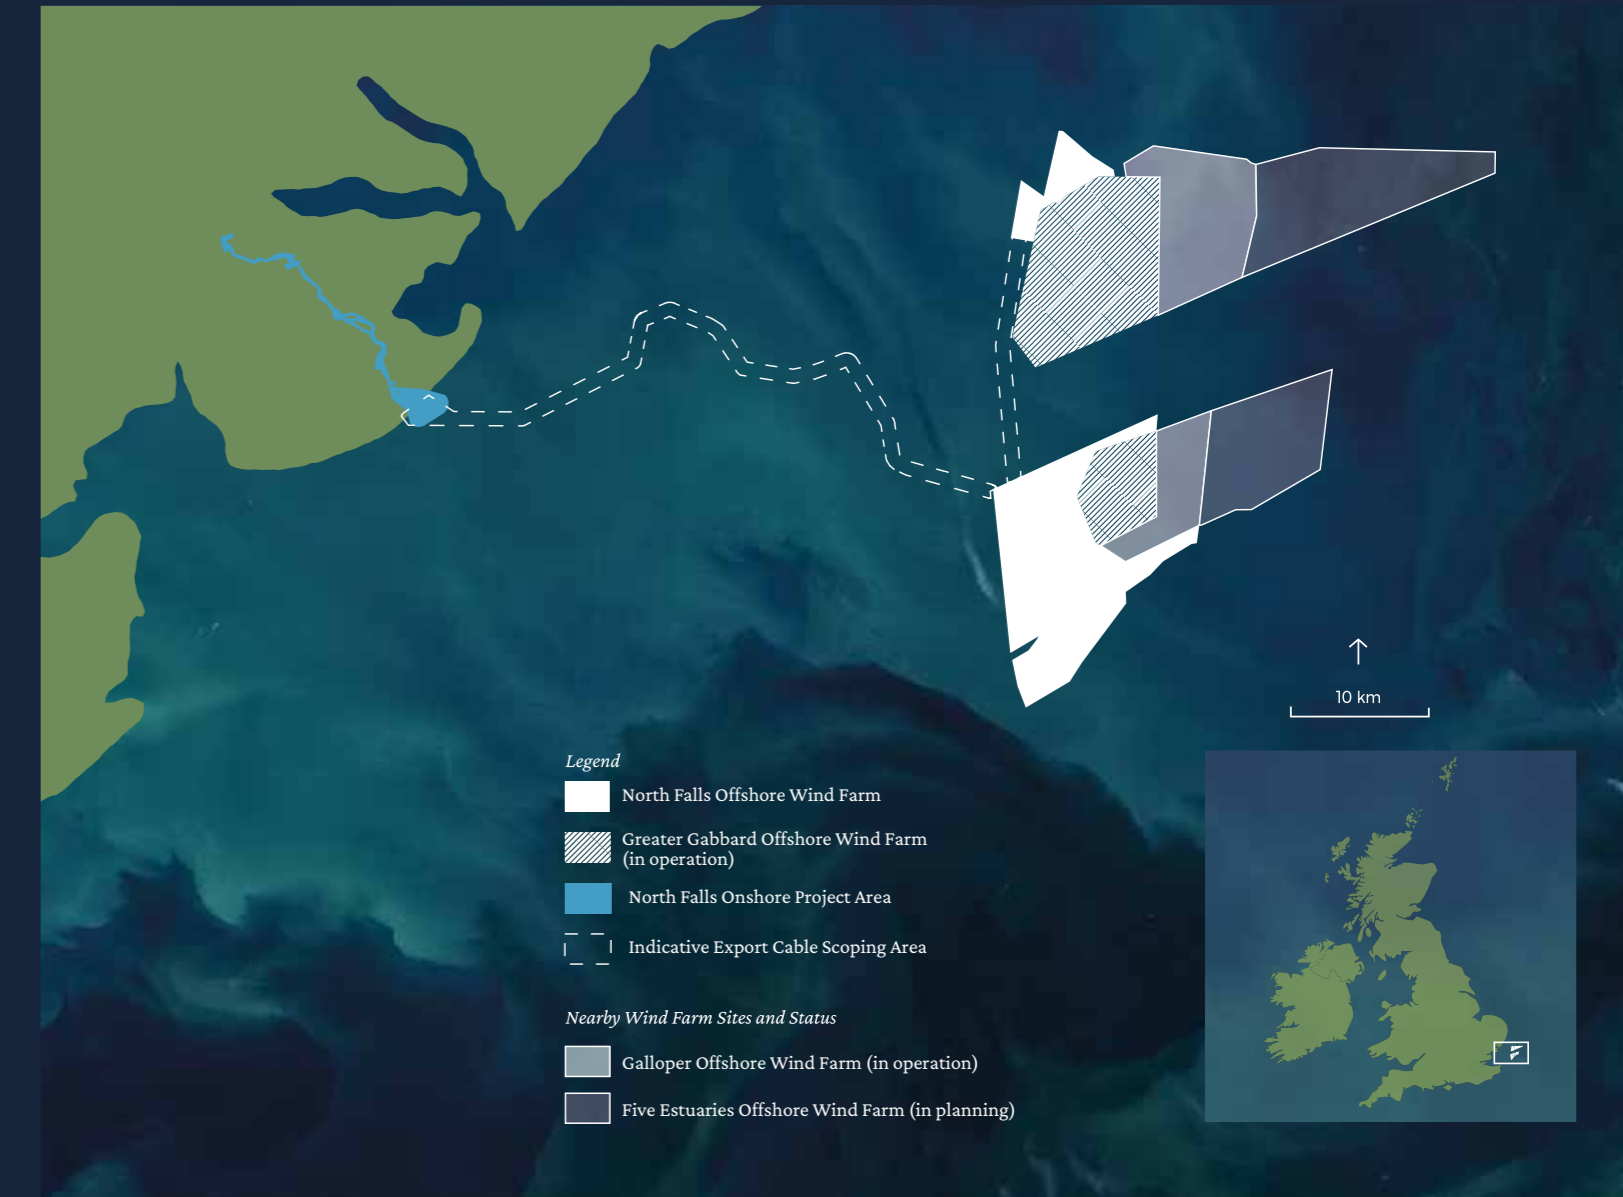 10 km
Legend
North Falls Offshore Wind Farm
Greater Gabbard Offshore Wind Farm
(in operation)
North Falls Onshore Project Area
Indicative Export Cable Scoping Area
Nearby Wind Farm Sites and Status
Galloper Offshore Wind Farm (in operation)
Five Estuaries Offshore Wind Farm (in planning)